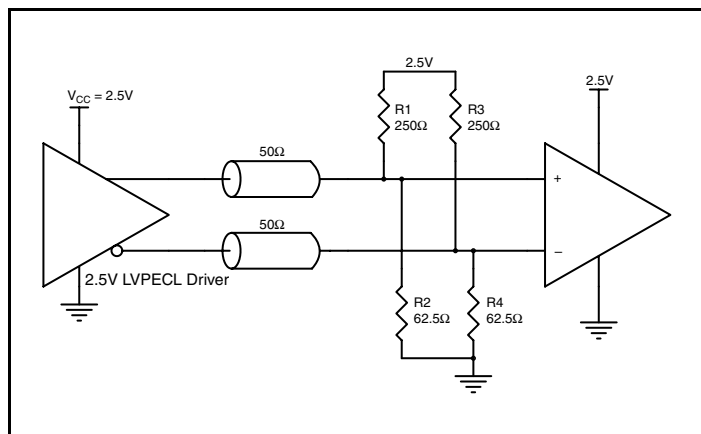 2.5V
V_CC = 2.5V
2.5V
R1
250Ω
R3
250Ω
50Ω
+
50Ω
–
2.5V LVPECL Driver
R2
62.5Ω
R4
62.5Ω